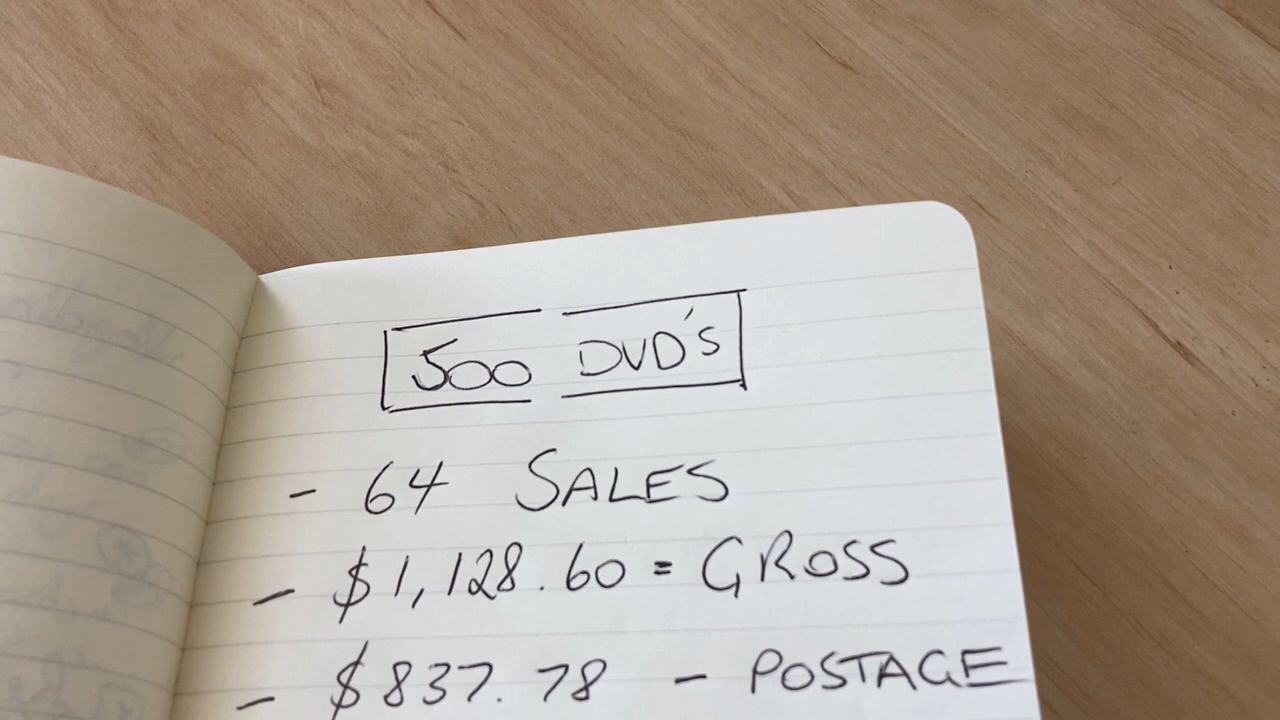 500 DVD's
- 64 SALES
- $1,128.60 = GROSS
- $837.78 - POSTAGE